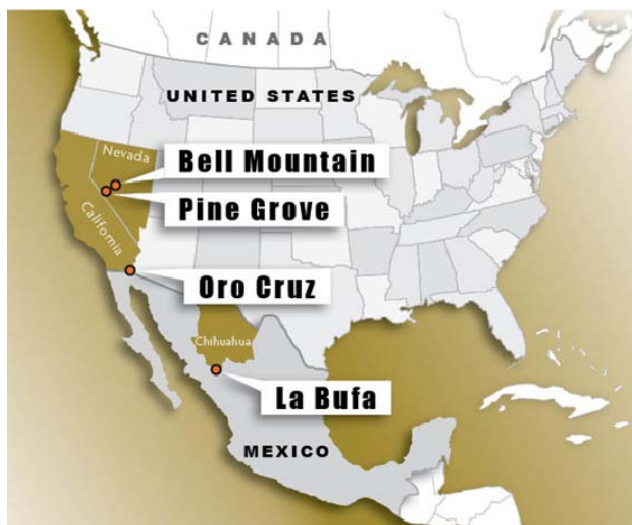 CANADA
UNITED STATES
Nevada
Bell Mountain
Pine Grove
California
Oro Cruz
Chihuahua
La Bufa
MEXICO